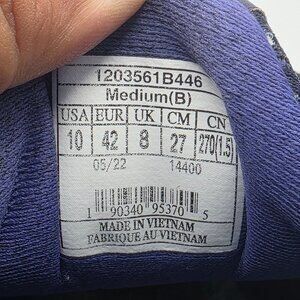 1203561B446
Medium(B)
USA EUR UK CM CN
10 42 8 27 270(1.5)
05/22 14400
1 90340 95370 5
MADE IN VIETNAM
FABRIQUE AU VIETNAM